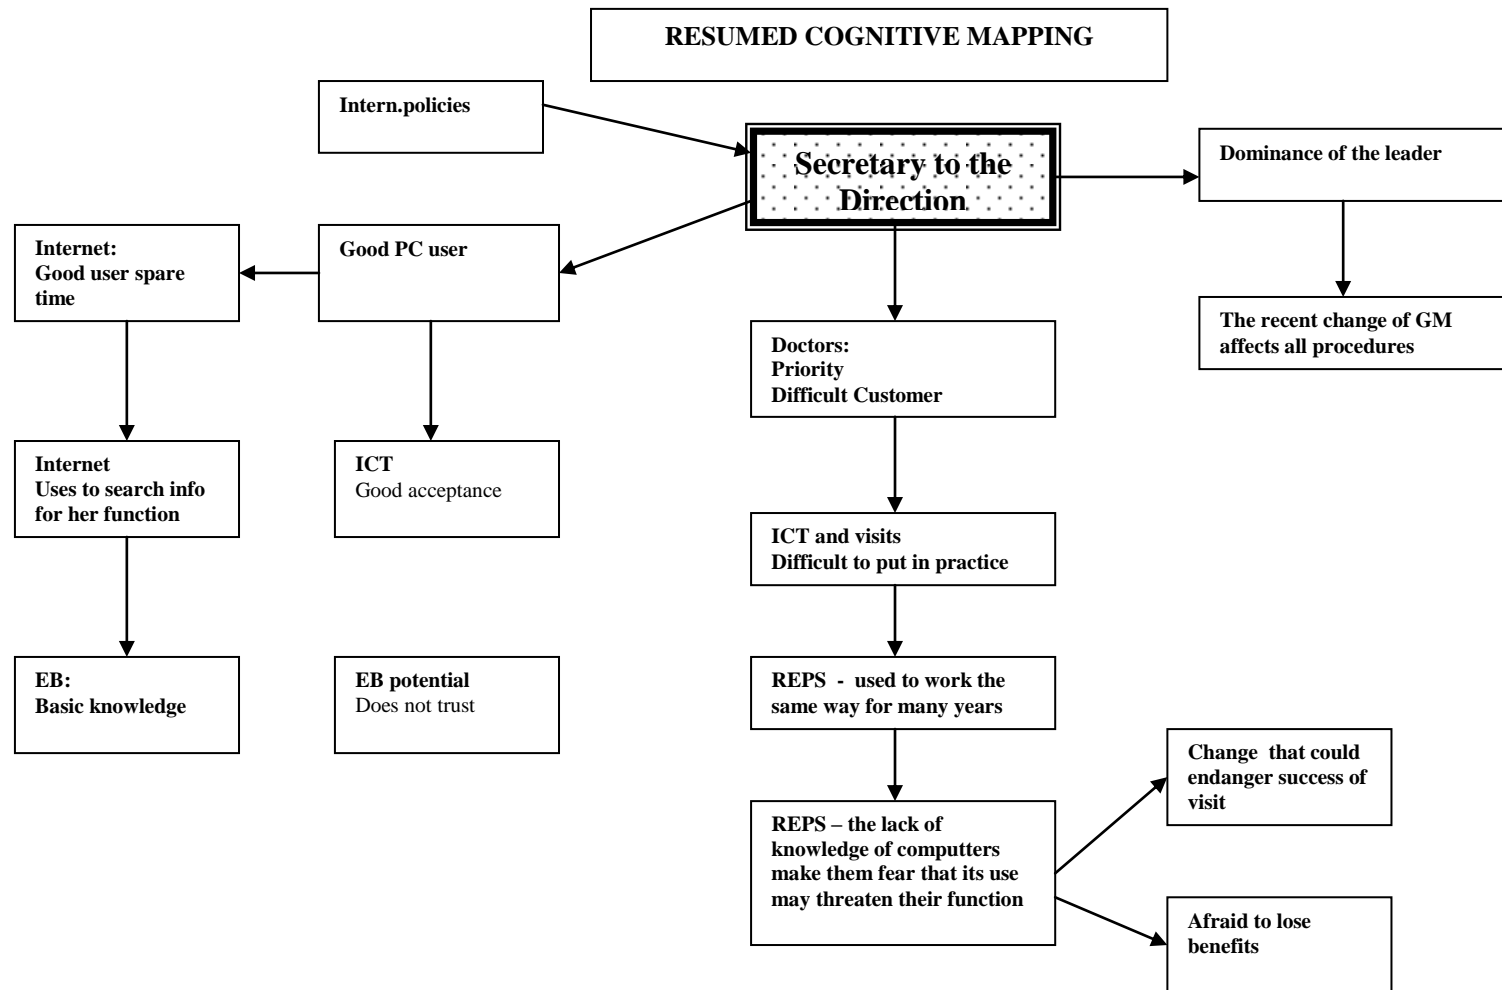 RESUMED COGNITIVE MAPPING
Intern.policies
Secretary to the
Direction
Dominance of the leader
Internet:
Good user spare
time
Good PC user
The recent change of GM
affects all procedures
Doctors:
Priority
Difficult Customer
Internet
Uses to search info
for her function
ICT
Good acceptance
ICT and visits
Difficult to put in practice
EB:
Basic knowledge
EB potential
Does not trust
REPS - used to work the
same way for many years
Change that could
endanger success of
visit
REPS – the lack of
knowledge of computters
make them fear that its use
may threaten their function
Afraid to lose
benefits